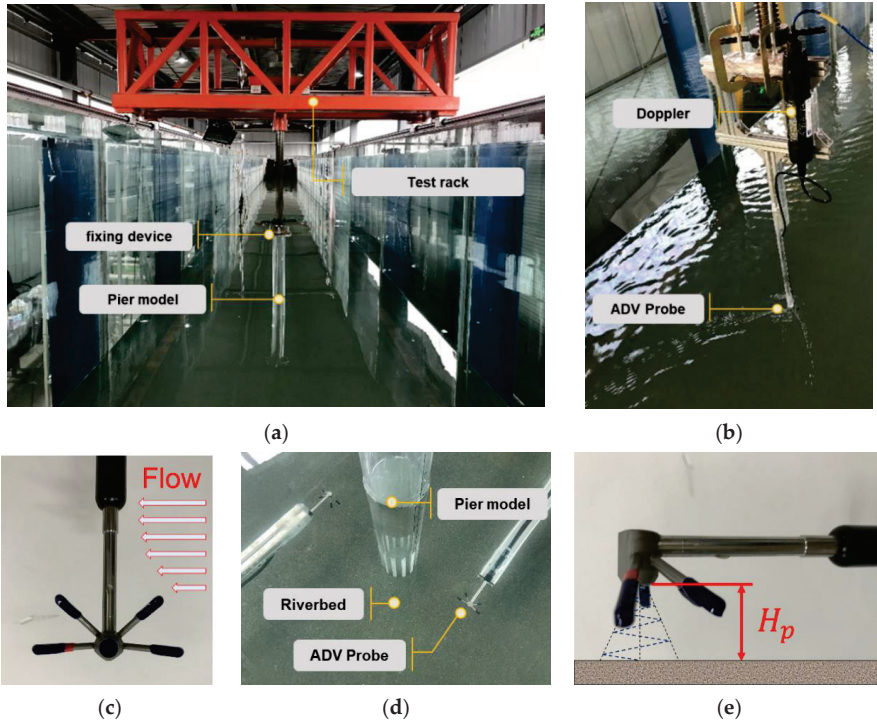 Test rack
fixing device
Pier model
(a)
Doppler
ADV Probe
(b)
Flow
(c)
Pier model
Riverbed
ADV Probe
(d)
H_p
(e)